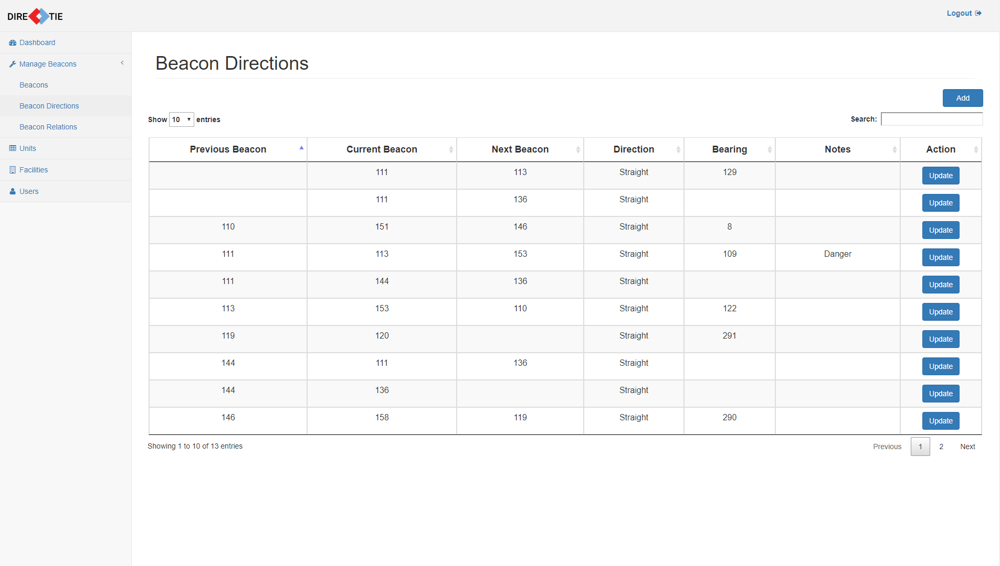 DIRE TIE
Logout
Dashboard
Manage Beacons
Beacons
Beacon Directions
Beacon Relations
Units
Facilities
Users
Beacon Directions
Add
Show 10 entries
Search:
Previous Beacon Current Beacon Next Beacon Direction Bearing Notes Action
111 113 Straight 129 Update
111 136 Straight Update
110 151 146 Straight 8 Update
111 113 153 Straight 109 Danger Update
111 144 136 Straight Update
113 153 110 Straight 122 Update
119 120 Straight 291 Update
144 111 136 Straight Update
144 136 Straight Update
146 158 119 Straight 290 Update
Showing 1 to 10 of 13 entries
Previous 1 2 Next